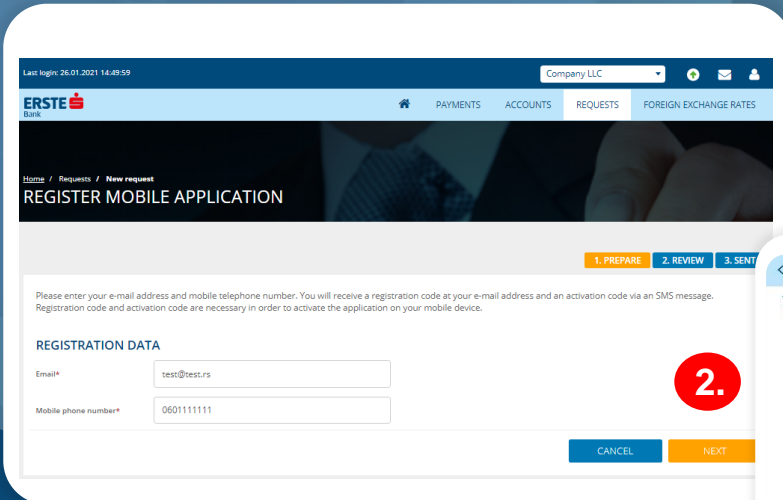 Last login: 26.01.2021 14:49:59
Company LLC
ERSTE
Bank
PAYMENTS ACCOUNTS REQUESTS FOREIGN EXCHANGE RATES
Home / Requests / New request
REGISTER MOBILE APPLICATION
1. PREPARE 2. REVIEW 3. SENT
Please enter your e-mail address and mobile telephone number. You will receive a registration code at your e-mail address and an activation code via an SMS message.
Registration code and activation code are necessary in order to activate the application on your mobile device.
REGISTRATION DATA
Email* test@test.rs
2.
Mobile phone number* 0601111111
CANCEL NEXT